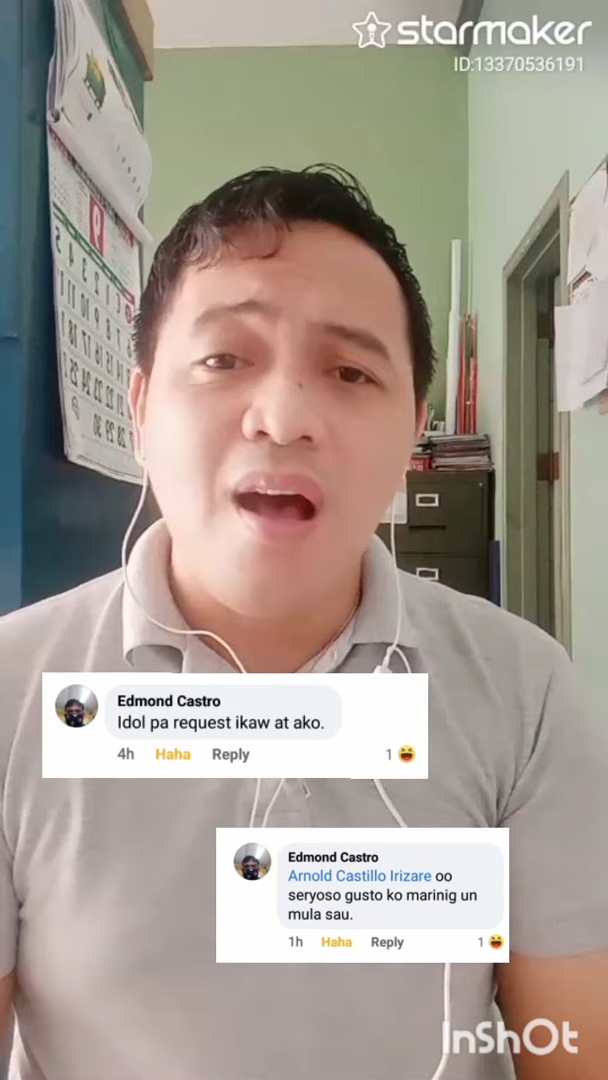 starmaker
ID:13370536191
Edmond Castro
Idol pa request ikaw at ako.
4h Haha Reply 1
Edmond Castro
Arnold Castillo Irizare oo
seryoso gusto ko marinig un
mula sau.
1h Haha Reply 1
InShOt